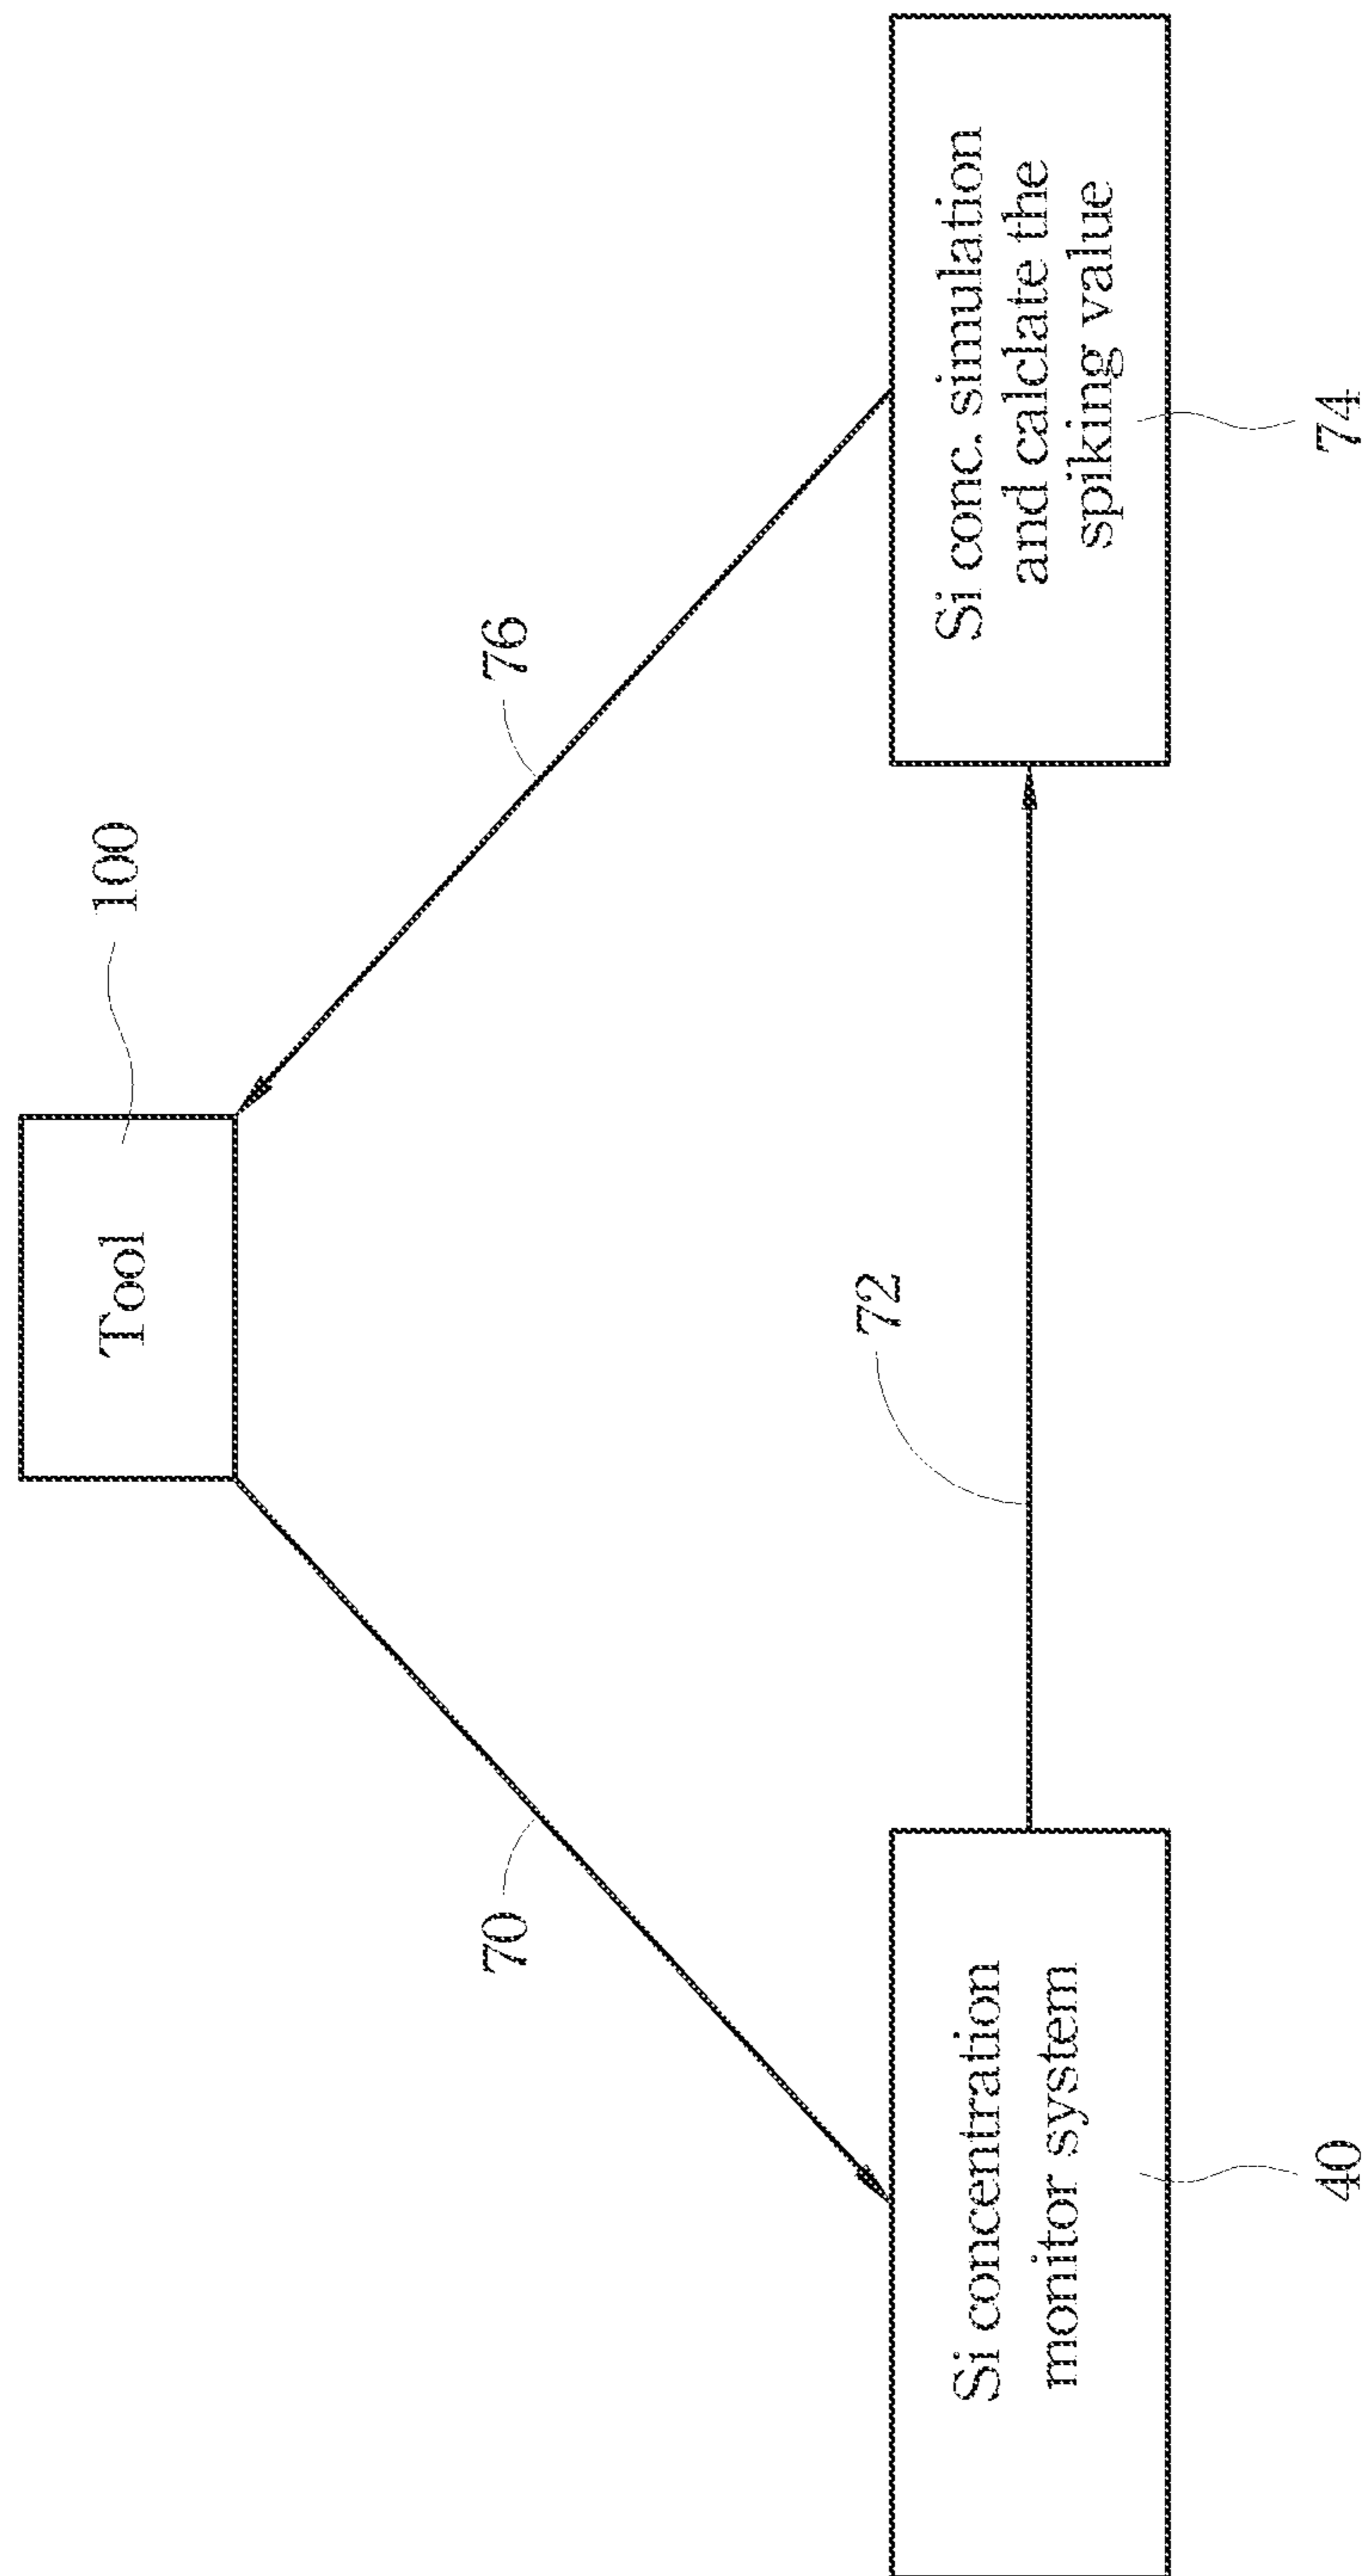 100
Tool
76
70
72
Si concentration
monitor system
40
Si conc. simulation
and calclate the
spiking value
74